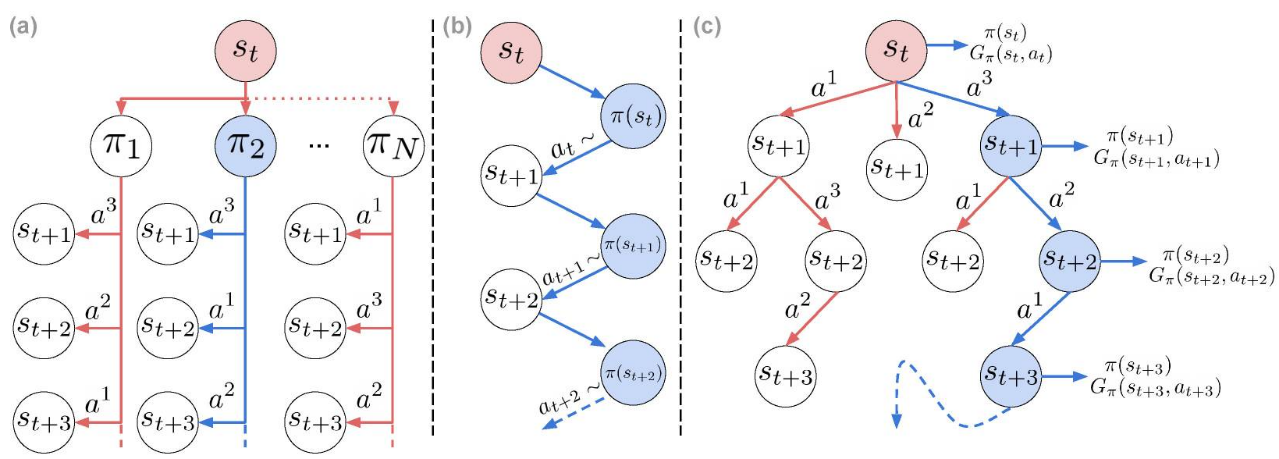 (a)
s_t
π_1
π_2
...
π_N
s_{t+1}
a^3
s_{t+1}
a^3
s_{t+1}
a^1
s_{t+2}
a^2
s_{t+2}
a^1
s_{t+2}
a^3
s_{t+3}
a^1
s_{t+3}
a^2
s_{t+3}
a^2
(b)
s_t
π(s_t)
a_t ~
s_{t+1}
π(s_{t+1})
a_{t+1} ~
s_{t+2}
π(s_{t+2})
a_{t+2} ~
(c)
s_t
π(s_t)
G_π(s_t, a_t)
a^1
a^2
a^3
s_{t+1}
s_{t+1}
s_{t+1}
π(s_{t+1})
G_π(s_{t+1}, a_{t+1})
a^1
a^3
a^1
a^2
s_{t+2}
s_{t+2}
s_{t+2}
s_{t+2}
π(s_{t+2})
G_π(s_{t+2}, a_{t+2})
a^2
a^1
s_{t+3}
s_{t+3}
π(s_{t+3})
G_π(s_{t+3}, a_{t+3})